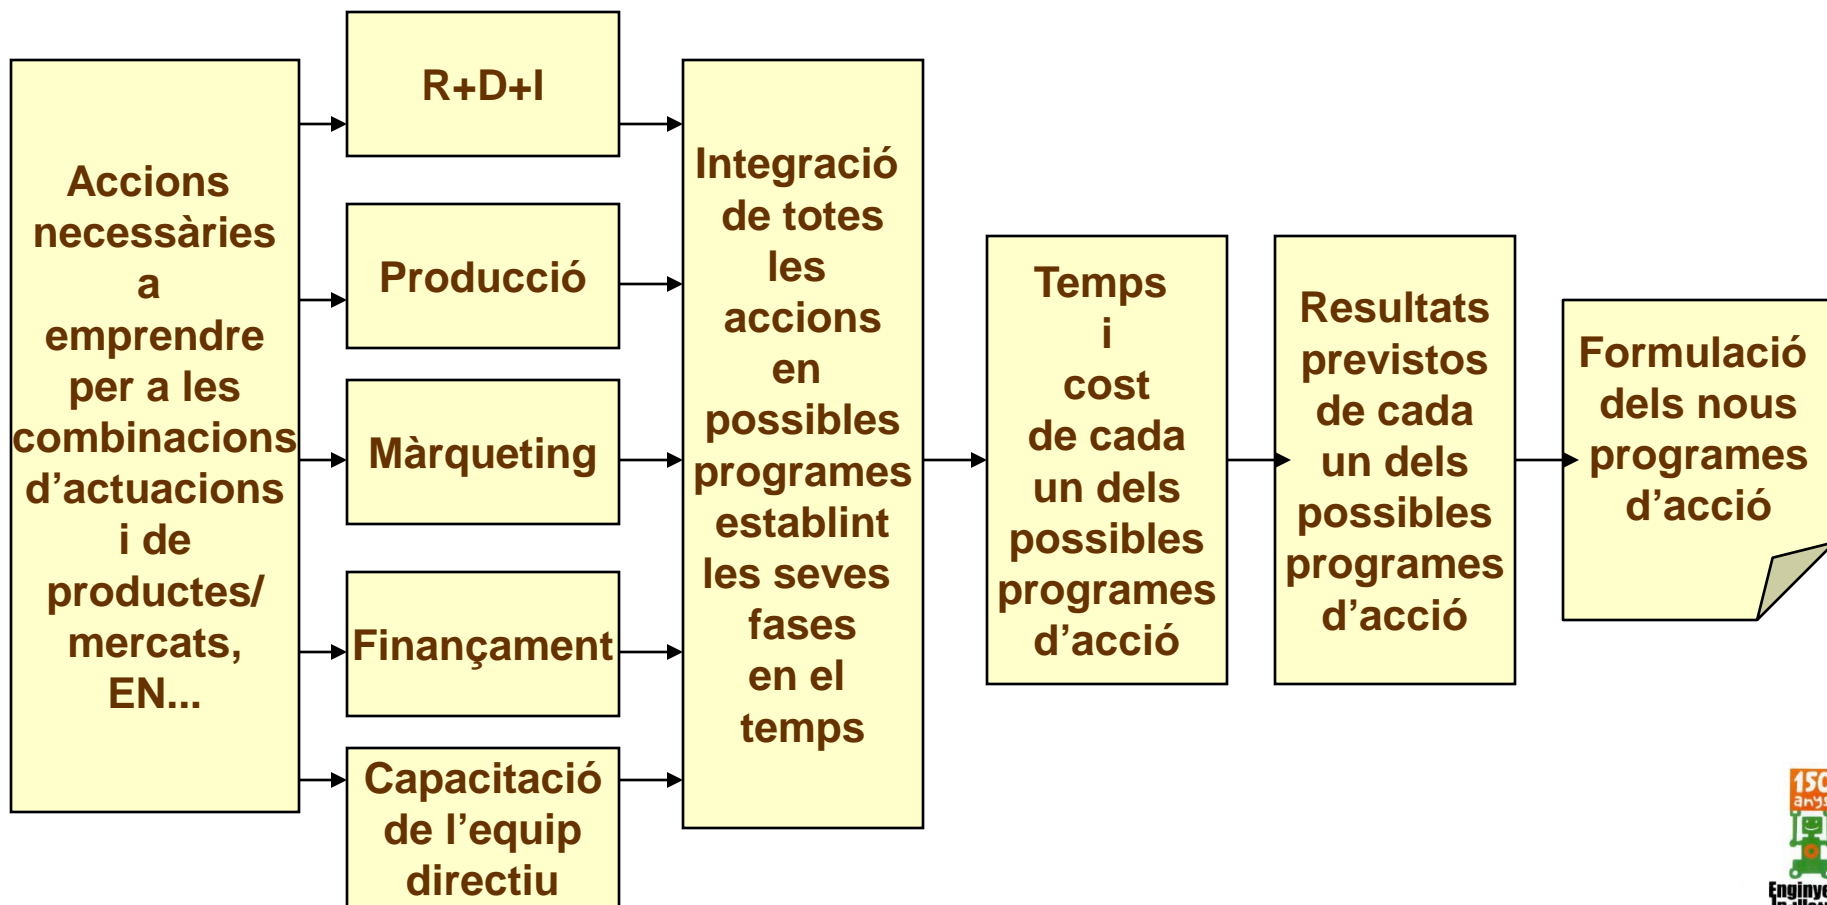 Accions
necessàries
a
emprendre
per a les
combinacions
d’actuacions
i de
productes/
mercats,
EN...
R+D+I
Producció
Màrqueting
Finançament
Capacitació
de l’equip
directiu
Integració
de totes
les
accions
en
possibles
programes
establint
les seves
fases
en el
temps
Temps
i
cost
de cada
un dels
possibles
programes
d’acció
Resultats
previstos
de cada
un dels
possibles
programes
d’acció
Formulació
dels nous
programes
d’acció
150
anys